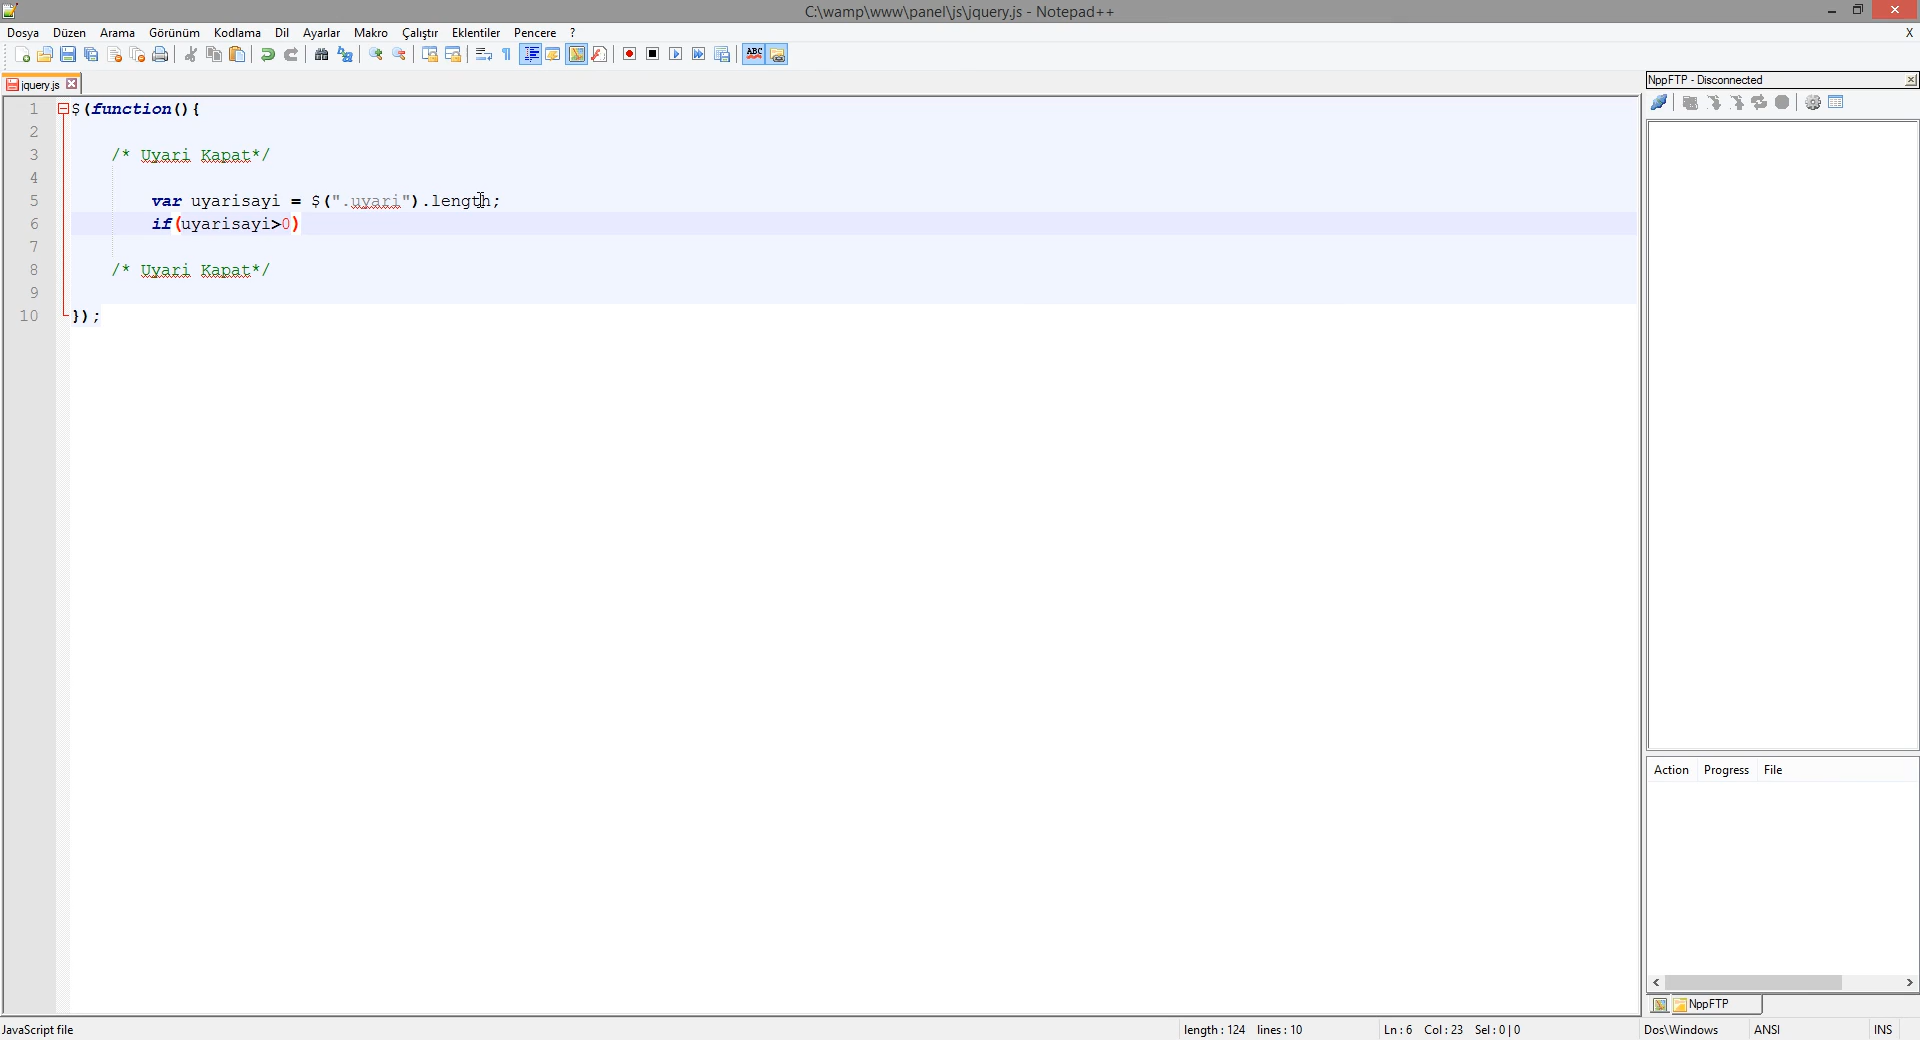 C:\wamp\www\panel\js\jquery.js - Notepad++
Dosya Düzen Arama Görünüm Kodlama Dil Ayarlar Makro Çalıştır Eklentiler Pencere ? X
ABC
jquery.js
NppFTP - Disconnected
1 $(function(){
2
3 /* Uyari Kapat*/
4
5 var uyarisayi = $(".uyari").length;
6 if(uyarisayi>0)
7
8 /* Uyari Kapat*/
9
10 });
Action Progress File
NppFTP
JavaScript file length : 124 lines : 10 Ln : 6 Col : 23 Sel : 0 | 0 Dos\Windows ANSI INS